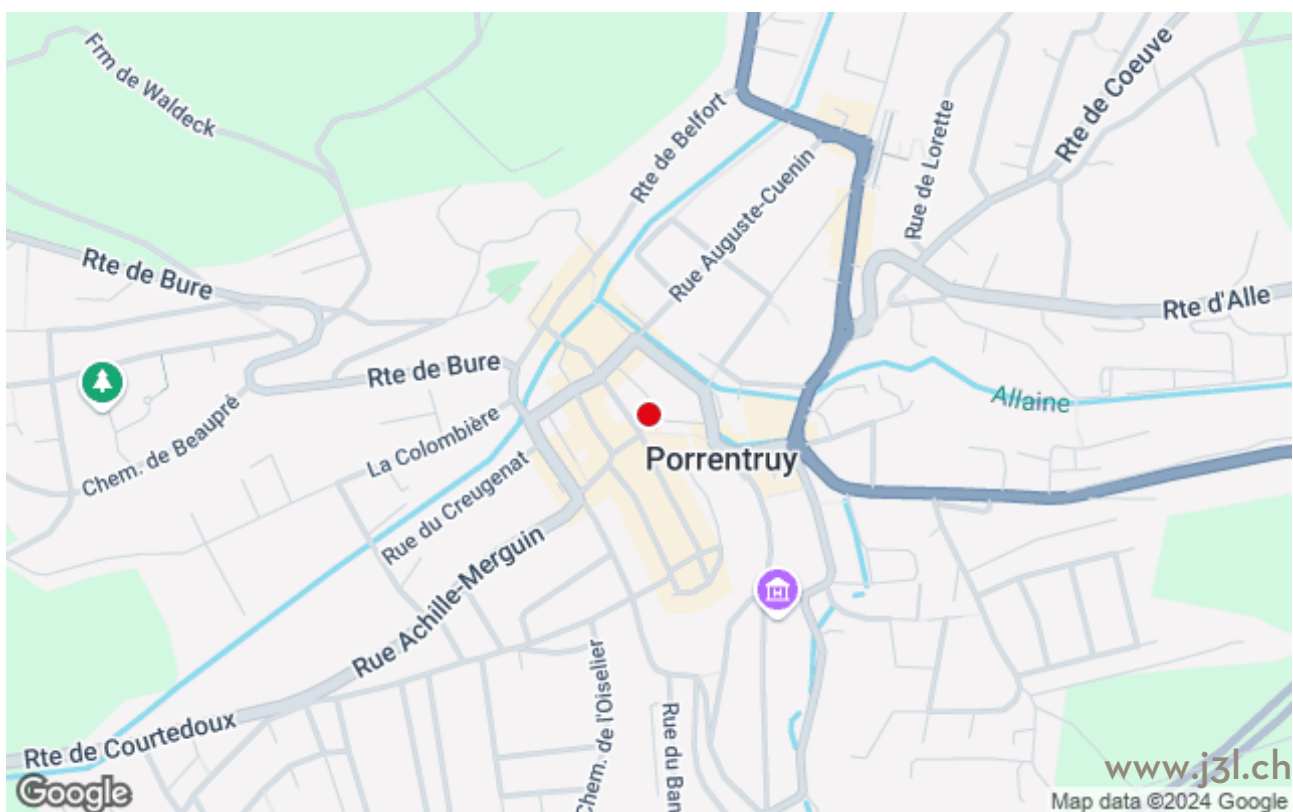 Frm de Waldeck
Rte de Belfort
Rte de Coeuve
Rue de Lorette
Rue Auguste-Cuenin
Rte de Bure
Rte d'Alle
Rte de Bure
Allaine
Chem. de Beaupré
La Colombière
Porrentruy
Rue du Creugenat
Rue Achille-Merguin
H
Chem. de l'Oiselier
Rue du Ban
Rte de Courtedoux
www.j3l.ch
Google
Map data ©2024 Google